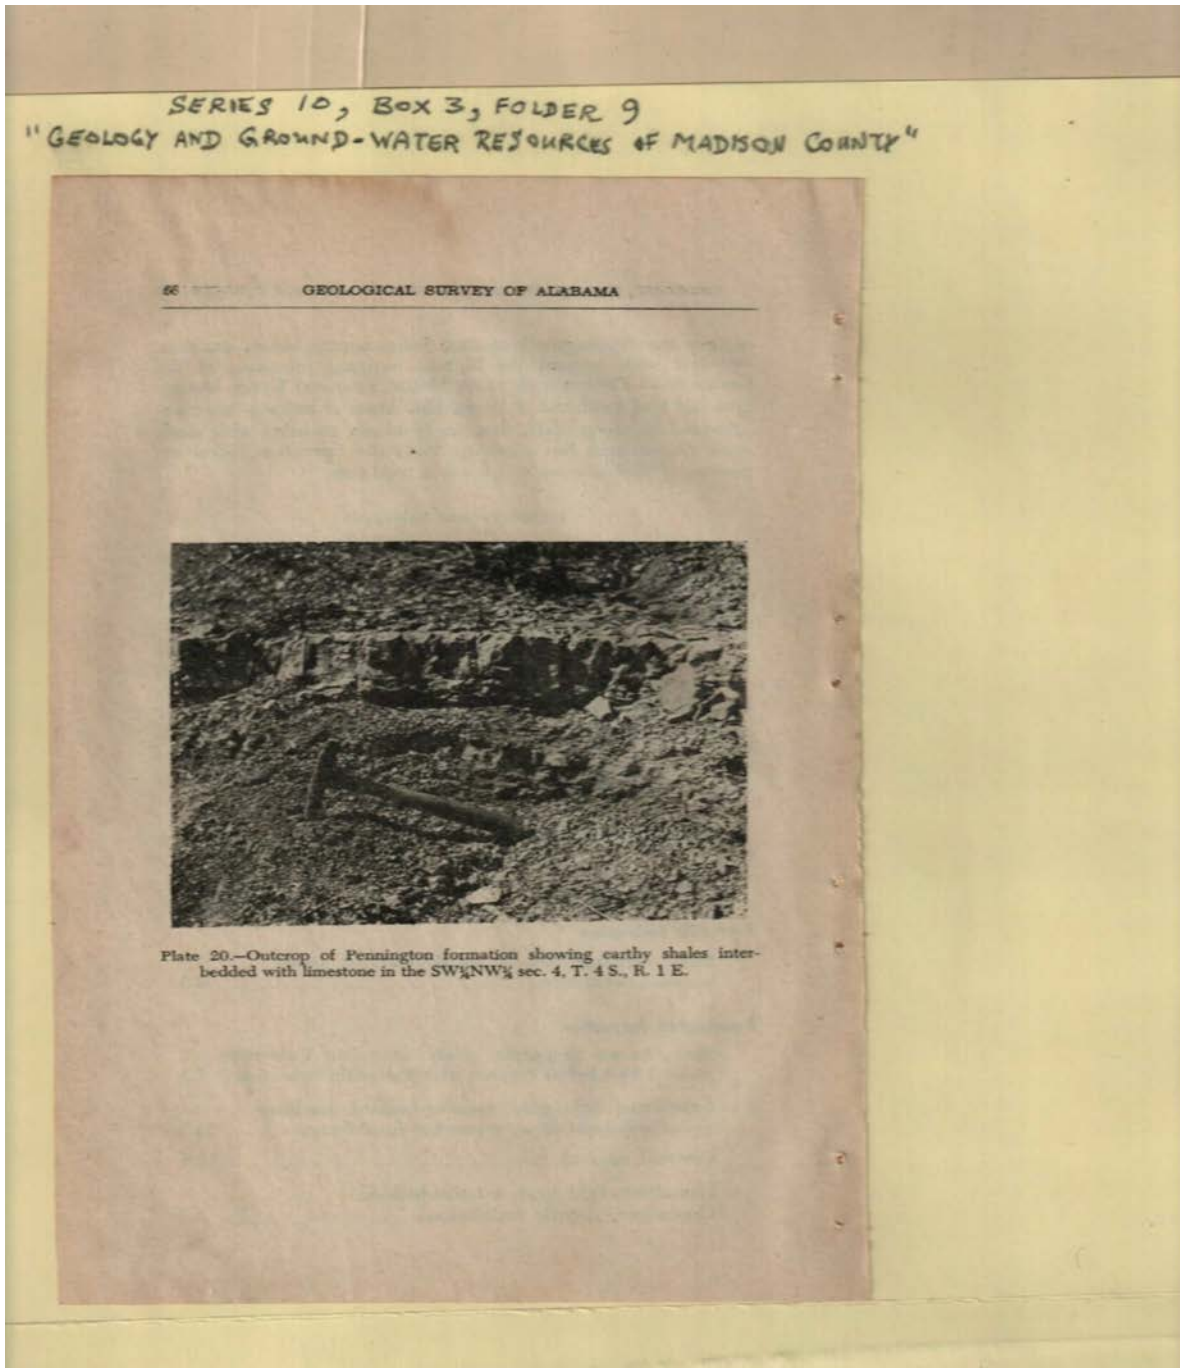 SERIES 10, BOX 3, FOLDER 9
"GEOLOGY AND GROUND-WATER RESOURCES OF MADISON COUNTY"
66 GEOLOGICAL SURVEY OF ALABAMA
Plate 20.—Outcrop of Pennington formation showing earthy shales inter-
bedded with limestone in the SW¼NW¼ sec. 4, T. 4 S., R. 1 E.